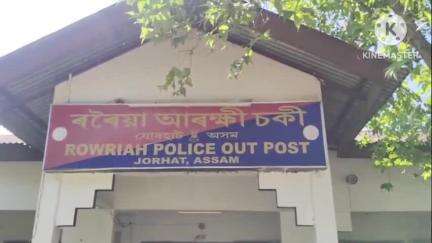 ৰৰৈয়া আৰক্ষী চকী
যোৰহাট ঃ অসম
ROWRIAH POLICE OUT POST
JORHAT, ASSAM
KINEMASTER